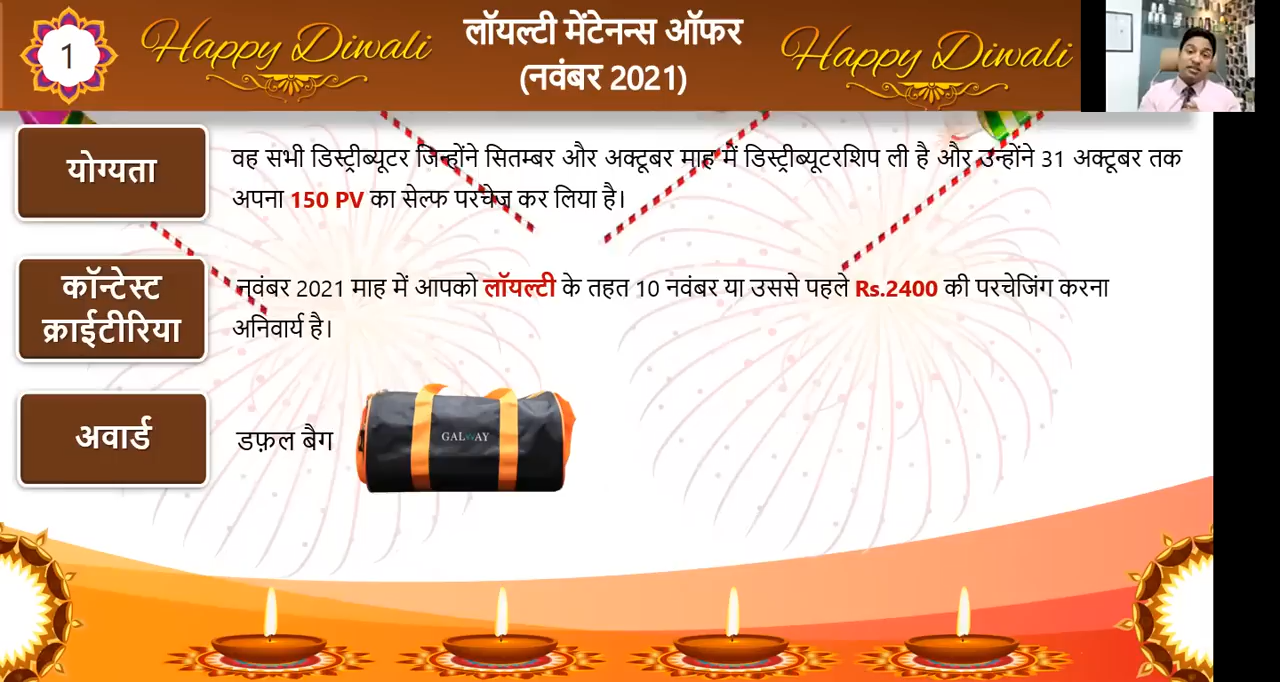 1
Happy Diwali
लॉयल्टी मेंटेनन्स ऑफर
(नवंबर 2021)
Happy Diwali
योग्यता
वह सभी डिस्ट्रीब्यूटर जिन्होंने सितम्बर और अक्टूबर माह में डिस्ट्रीब्यूटरशिप ली है और उन्होंने 31 अक्टूबर तक
अपना 150 PV का सेल्फ परचेज कर लिया है।
कॉन्टेस्ट
क्राईटीरिया
नवंबर 2021 माह में आपको लॉयल्टी के तहत 10 नवंबर या उससे पहले Rs.2400 की परचेजिंग करना
अनिवार्य है।
अवार्ड
डफ़ल बैग
GALWAY